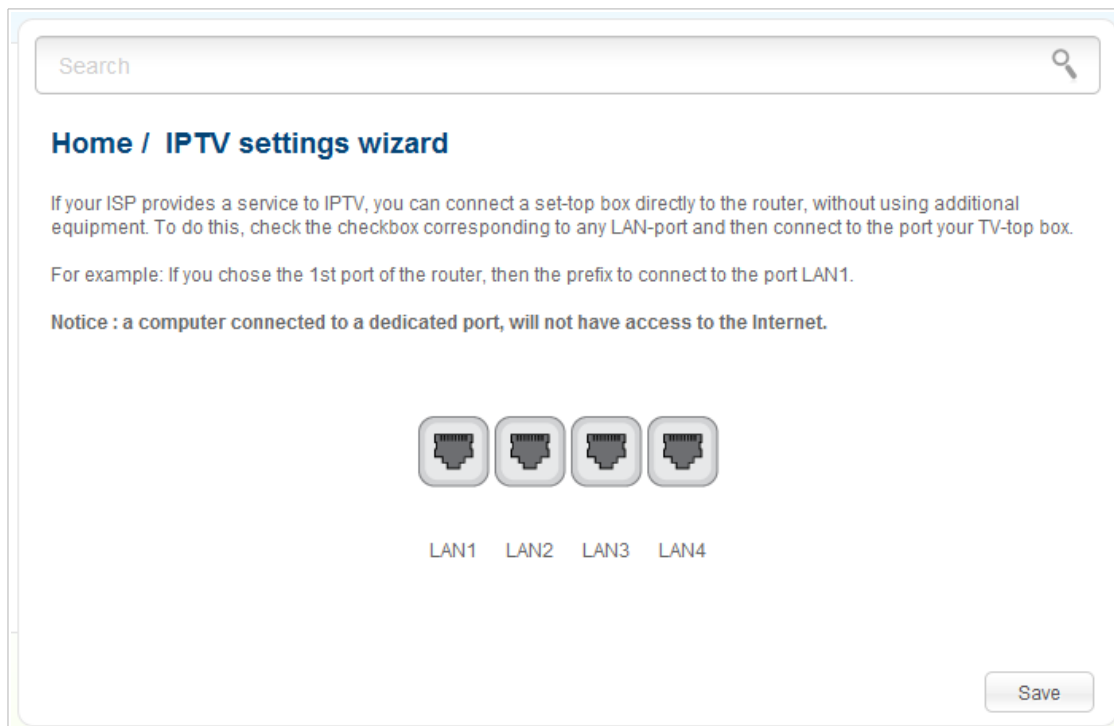 Search
Home / IPTV settings wizard
If your ISP provides a service to IPTV, you can connect a set-top box directly to the router, without using additional
equipment. To do this, check the checkbox corresponding to any LAN-port and then connect to the port your TV-top box.
For example: If you chose the 1st port of the router, then the prefix to connect to the port LAN1.
Notice : a computer connected to a dedicated port, will not have access to the Internet.
LAN1 LAN2 LAN3 LAN4
Save